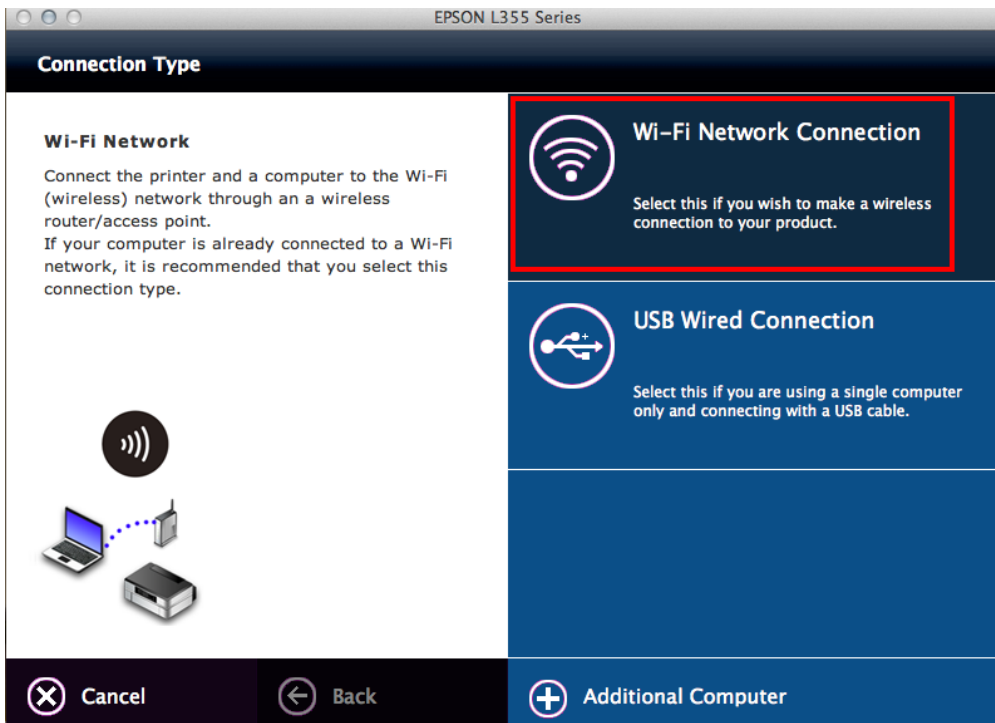 EPSON L355 Series
Connection Type
Wi-Fi Network
Connect the printer and a computer to the Wi-Fi
(wireless) network through an a wireless
router/access point.
If your computer is already connected to a Wi-Fi
network, it is recommended that you select this
connection type.
Wi-Fi Network Connection
Select this if you wish to make a wireless
connection to your product.
USB Wired Connection
Select this if you are using a single computer
only and connecting with a USB cable.
Cancel
Back
Additional Computer